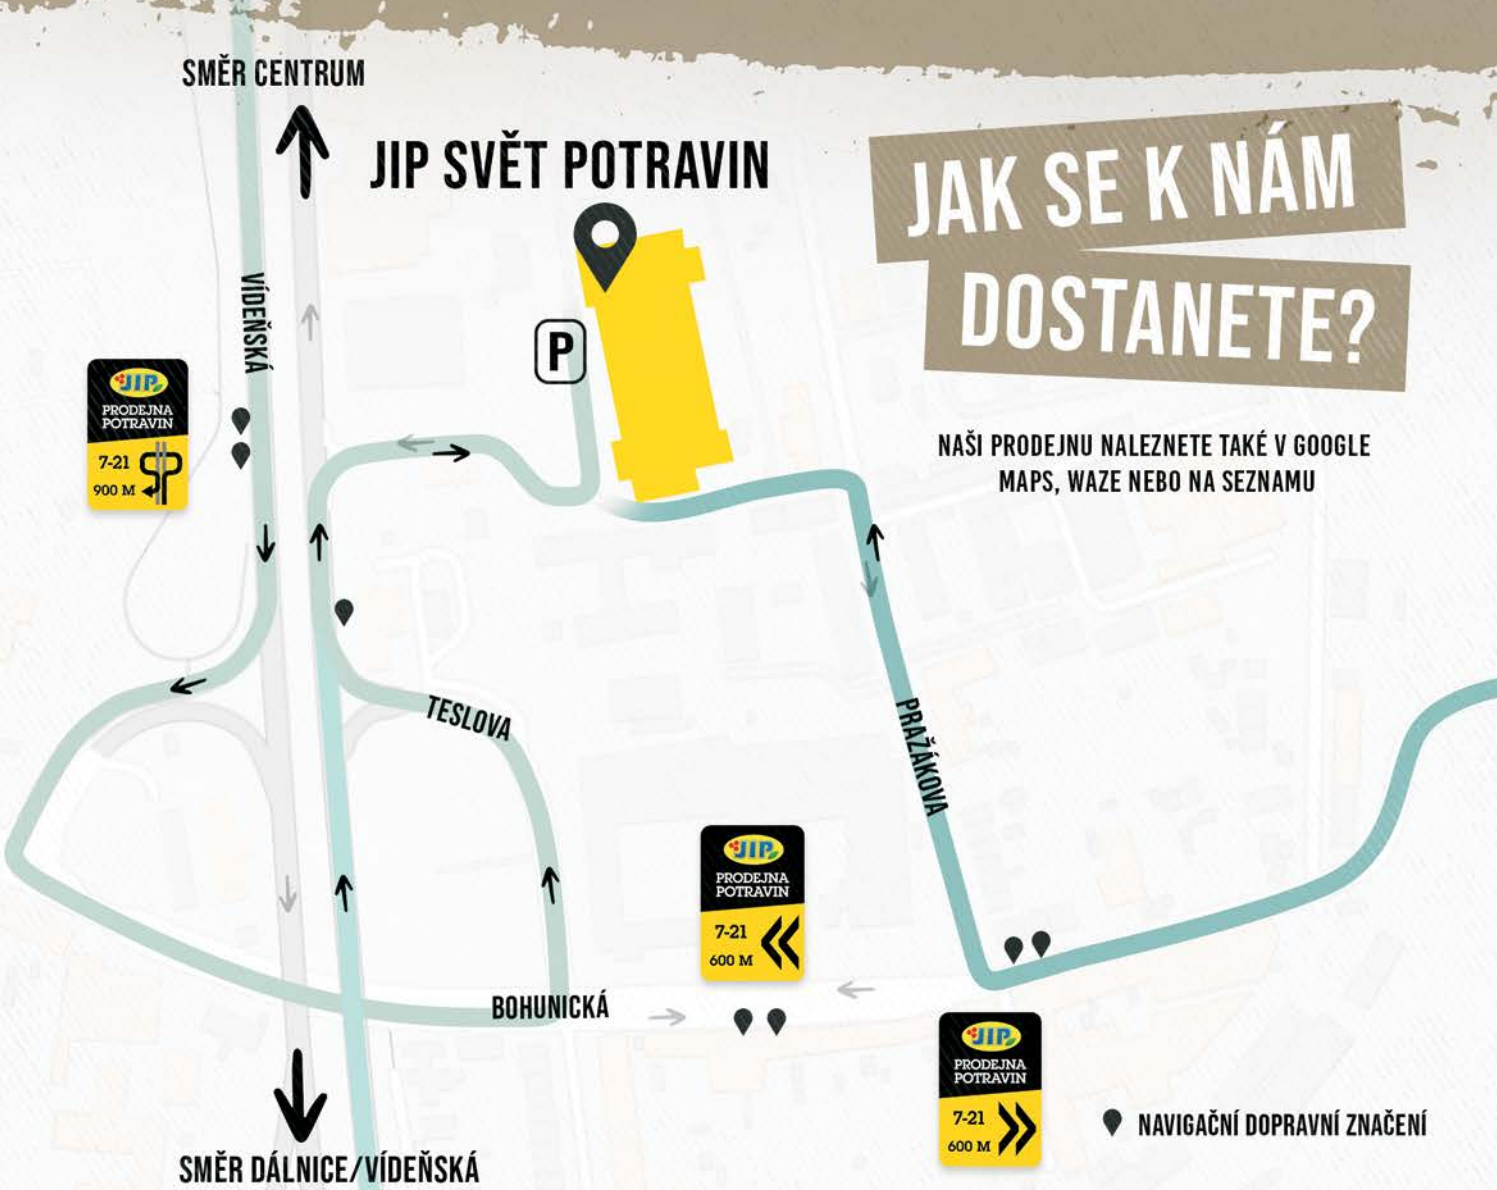 SMĚR CENTRUM
JIP SVĚT POTRAVIN
JAK SE K NÁM
DOSTANETE?
NAŠI PRODEJNU NALEZNETE TAKÉ V GOOGLE
MAPS, WAZE NEBO NA SEZNAMU
VÍDEŇSKÁ
P
JIP
PRODEJNA
POTRAVIN
7-21
900 M
TESLOVA
PRAŽÁKOVA
JIP
PRODEJNA
POTRAVIN
7-21
600 M
BOHUNICKÁ
JIP
PRODEJNA
POTRAVIN
7-21
600 M
NAVIGAČNÍ DOPRAVNÍ ZNAČENÍ
SMĚR DÁLNICE/VÍDEŇSKÁ